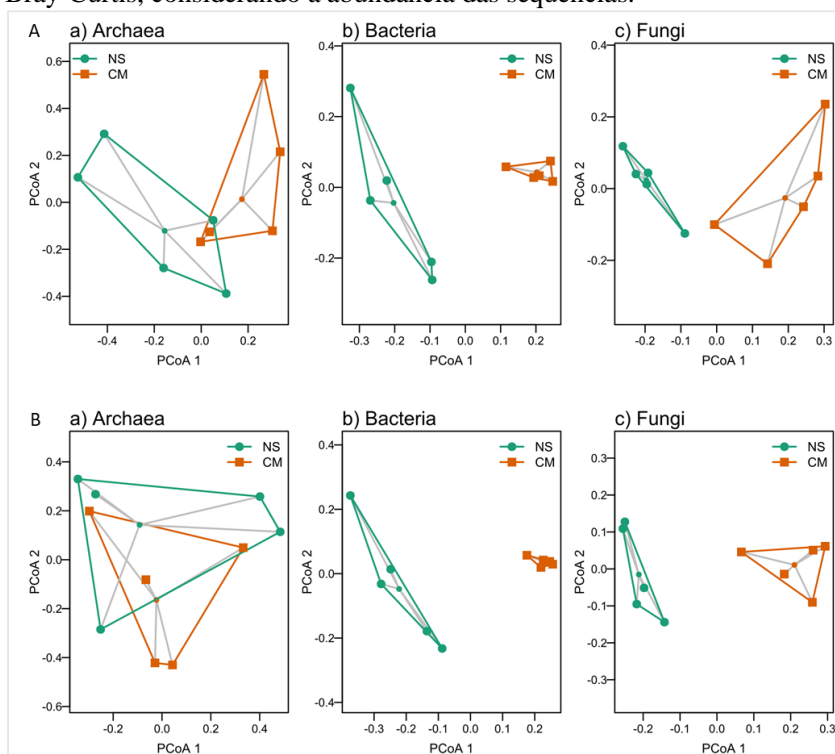 Bray-Curtis, considerando a abundância das sequências.
A
a) Archaea
b) Bacteria
c) Fungi
NS
CM
NS
CM
NS
CM
PCoA 2
0.6
0.4
0.2
0.0
-0.2
-0.4
-0.4
-0.2
0.0
0.2
PCoA 1
PCoA 2
0.4
0.2
0.0
-0.2
-0.3
-0.2
-0.1
0.0
0.1
0.2
PCoA 1
PCoA 2
0.4
0.2
0.0
-0.2
-0.2
-0.1
0.0
0.1
0.2
0.3
PCoA 1
B
a) Archaea
b) Bacteria
c) Fungi
NS
CM
NS
CM
NS
CM
PCoA 2
0.4
0.2
0.0
-0.2
-0.4
-0.6
-0.2
0.0
0.2
0.4
PCoA 1
PCoA 2
0.4
0.2
0.0
-0.2
-0.4
-0.3
-0.2
-0.1
0.0
0.1
0.2
PCoA 1
PCoA 2
0.3
0.2
0.1
0.0
-0.1
-0.2
-0.3
-0.2
-0.1
0.0
0.1
0.2
0.3
PCoA 1